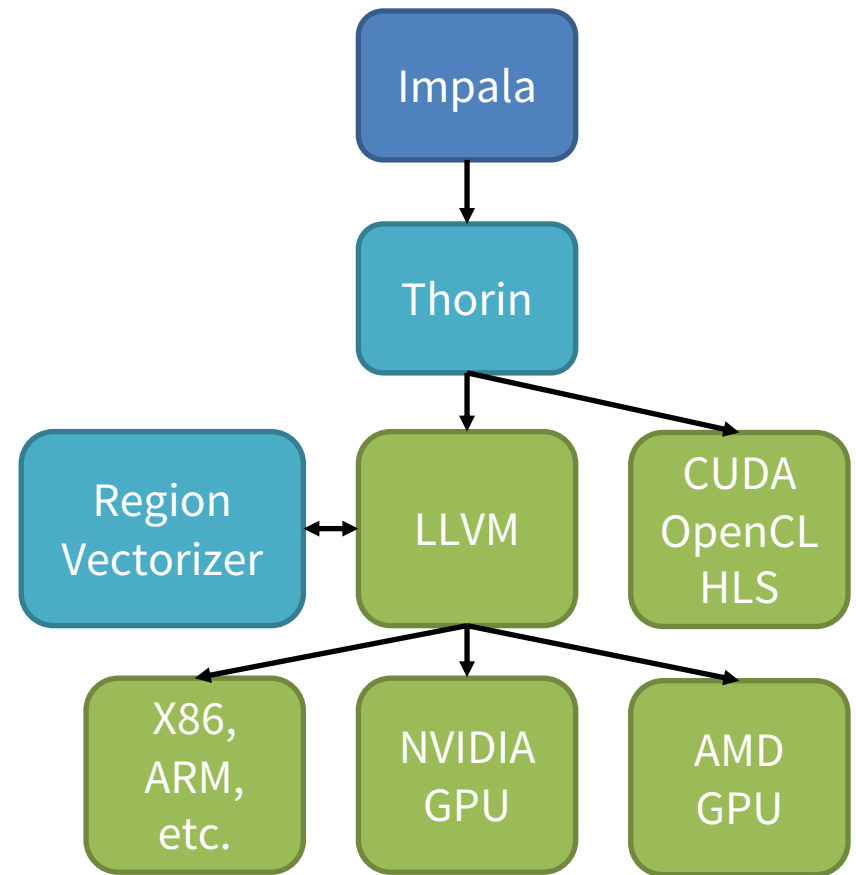 Impala
Thorin
Region
Vectorizer
LLVM
CUDA
OpenCL
HLS
X86,
ARM,
etc.
NVIDIA
GPU
AMD
GPU